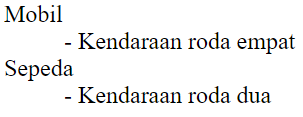 Mobil
- Kendaraan roda empat
Sepeda
- Kendaraan roda dua